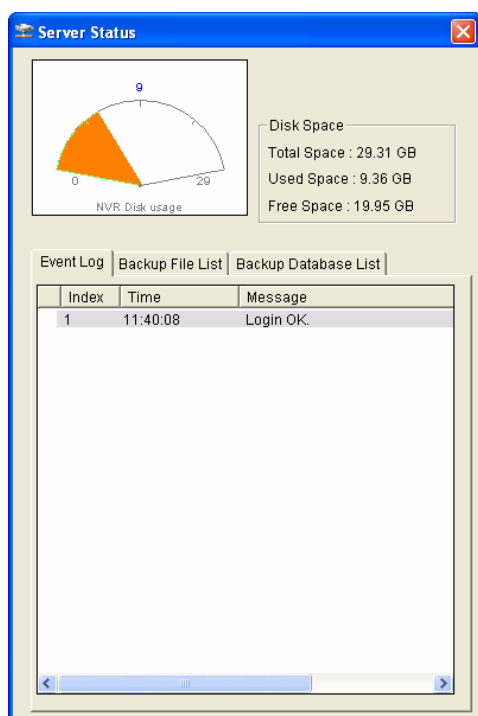 Server Status
9
0 29
NVR Disk usage
Disk Space
Total Space : 29.31 GB
Used Space : 9.36 GB
Free Space : 19.95 GB
Event Log Backup File List Backup Database List
Index Time Message
1 11:40:08 Login OK.